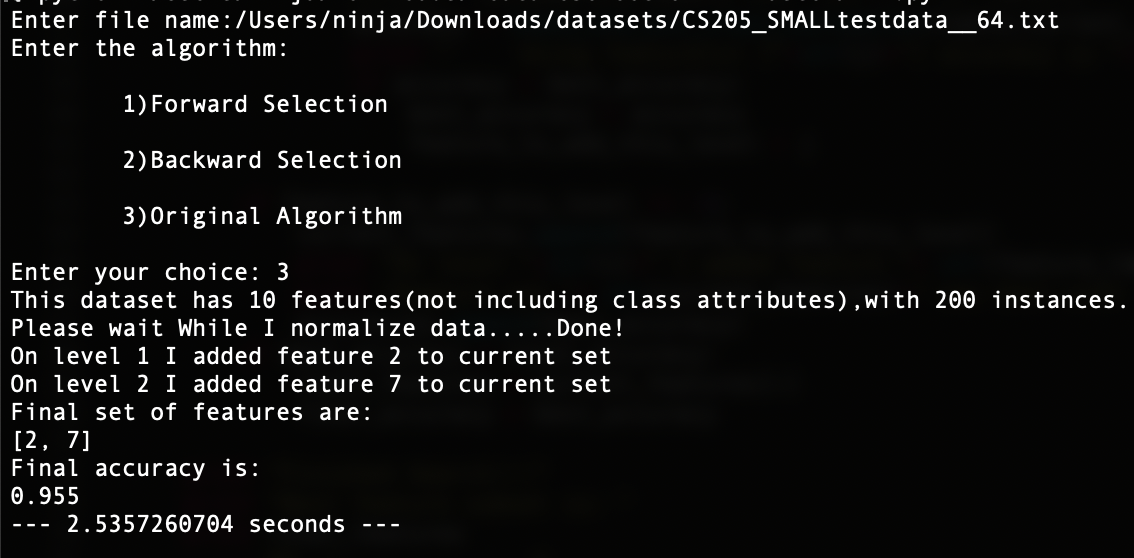 Enter file name:/Users/ninja/Downloads/datasets/CS205_SMALLtestdata__64.txt
Enter the algorithm:
1)Forward Selection
2)Backward Selection
3)Original Algorithm
Enter your choice: 3
This dataset has 10 features(not including class attributes),with 200 instances.
Please wait While I normalize data.....Done!
On level 1 I added feature 2 to current set
On level 2 I added feature 7 to current set
Final set of features are:
[2, 7]
Final accuracy is:
0.955
--- 2.5357260704 seconds ---